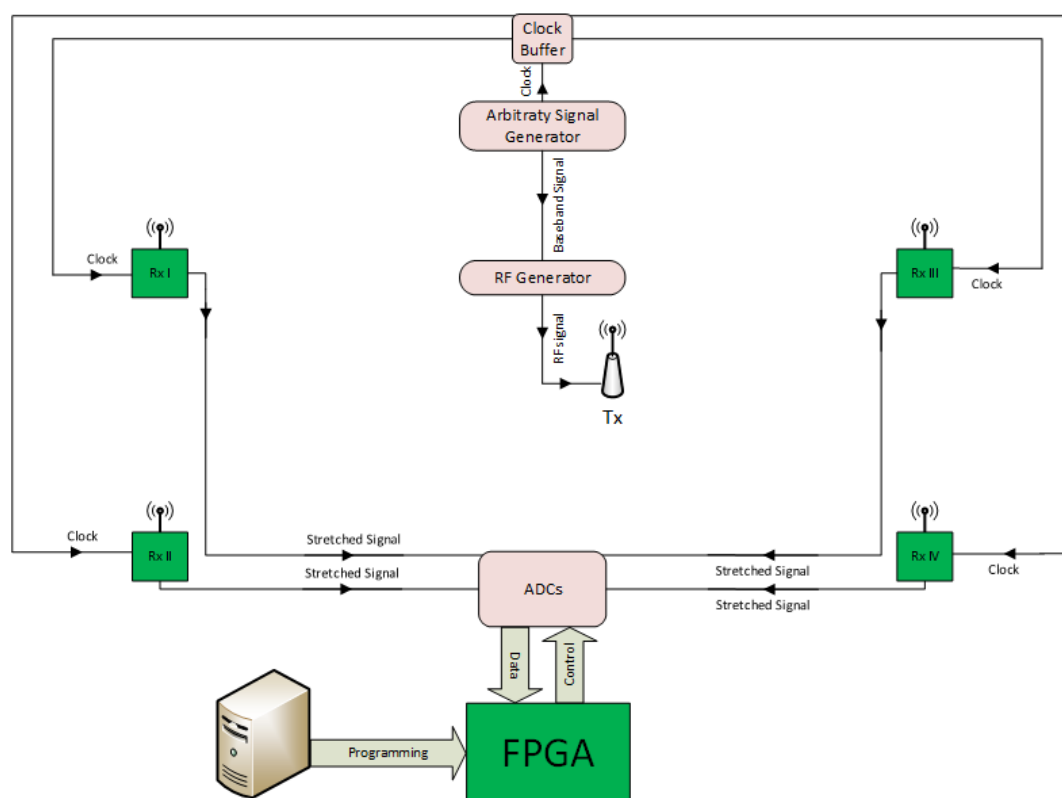 Clock
Buffer
Clock
Arbitraty Signal
Generator
Baseband Signal
Rx I
Clock
RF Generator
Rx III
Clock
RF signal
Tx
Clock
Rx II
Stretched Signal
Stretched Signal
ADCs
Stretched Signal
Stretched Signal
Rx IV
Clock
Data
Control
Programming
FPGA